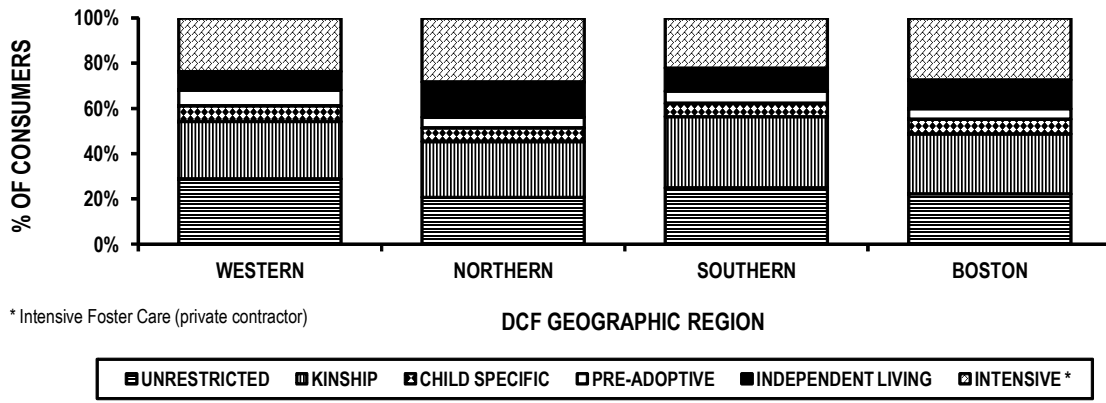 100%
80%
60%
40%
20%
0%
% OF CONSUMERS
WESTERN NORTHERN SOUTHERN BOSTON
* Intensive Foster Care (private contractor)
DCF GEOGRAPHIC REGION
UNRESTRICTED KINSHIP CHILD SPECIFIC PRE-ADOPTIVE INDEPENDENT LIVING INTENSIVE *